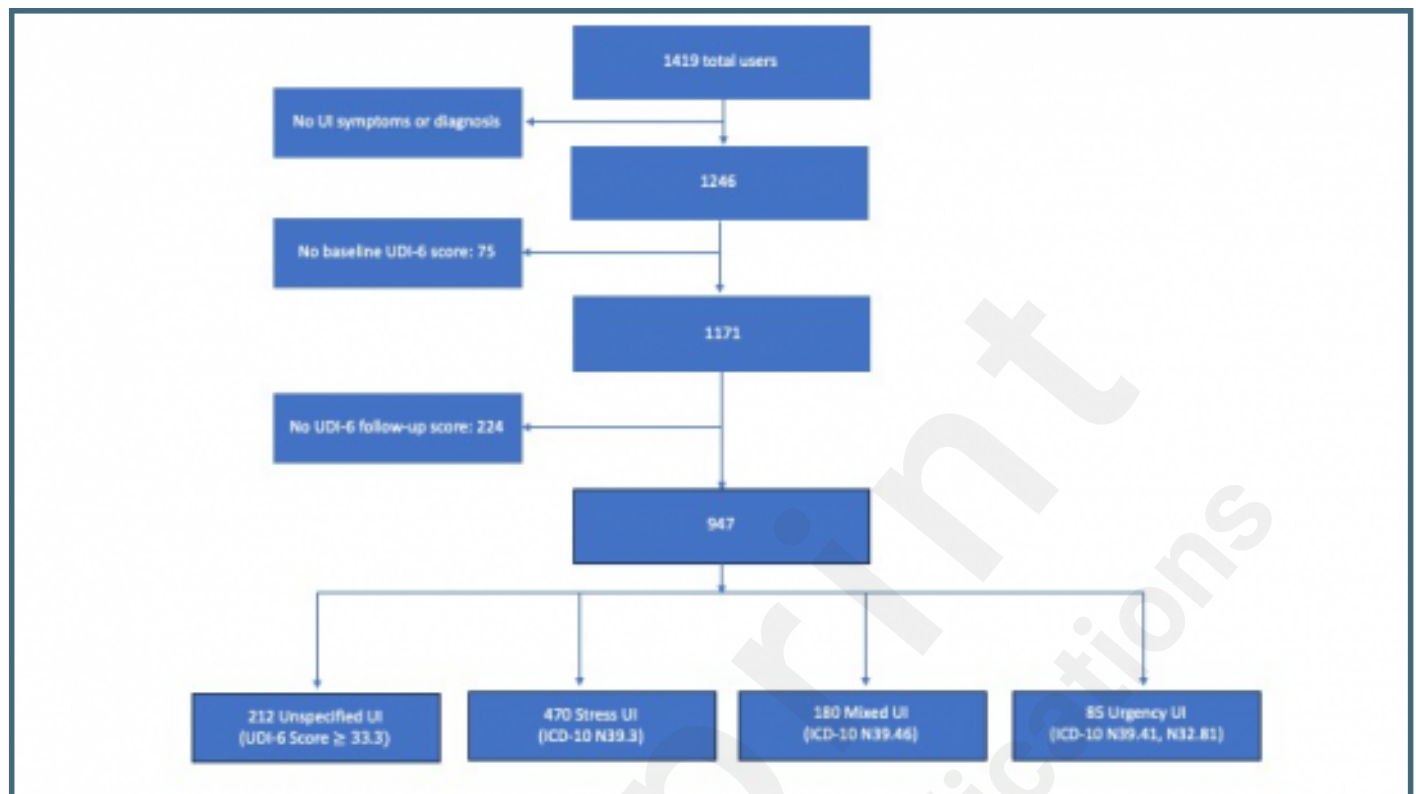 1419 total users
No UI symptoms or diagnosis
1246
No baseline UDI-6 score: 75
1171
No UDI-6 follow-up score: 224
947
212 Unspecified UI
(UDI-6 Score ≥ 33.3)
470 Stress UI
(ICD-10 N39.3)
180 Mixed UI
(ICD-10 N39.46)
85 Urgency UI
(ICD-10 N39.41, N32.81)
rint
ications